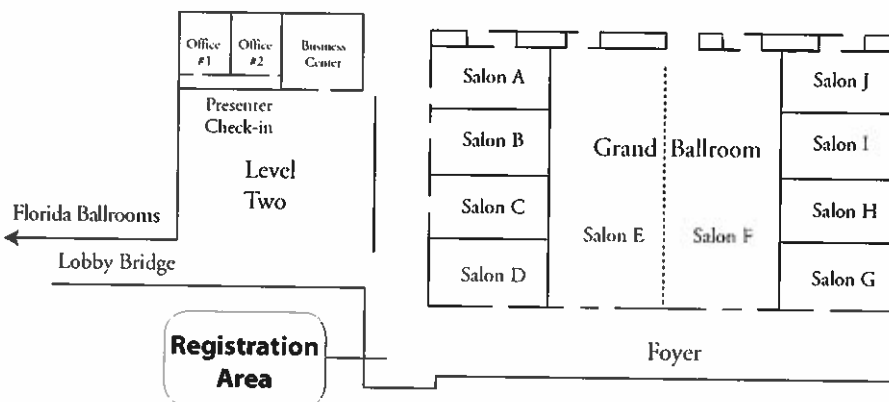 Office
#1
Office
#2
Business
Center
Presenter
Check-in
Level
Two
Florida Ballrooms
Lobby Bridge
Registration
Area
Salon A
Salon B
Salon C
Salon D
Grand Ballroom
Salon E
Salon F
Salon J
Salon I
Salon H
Salon G
Foyer